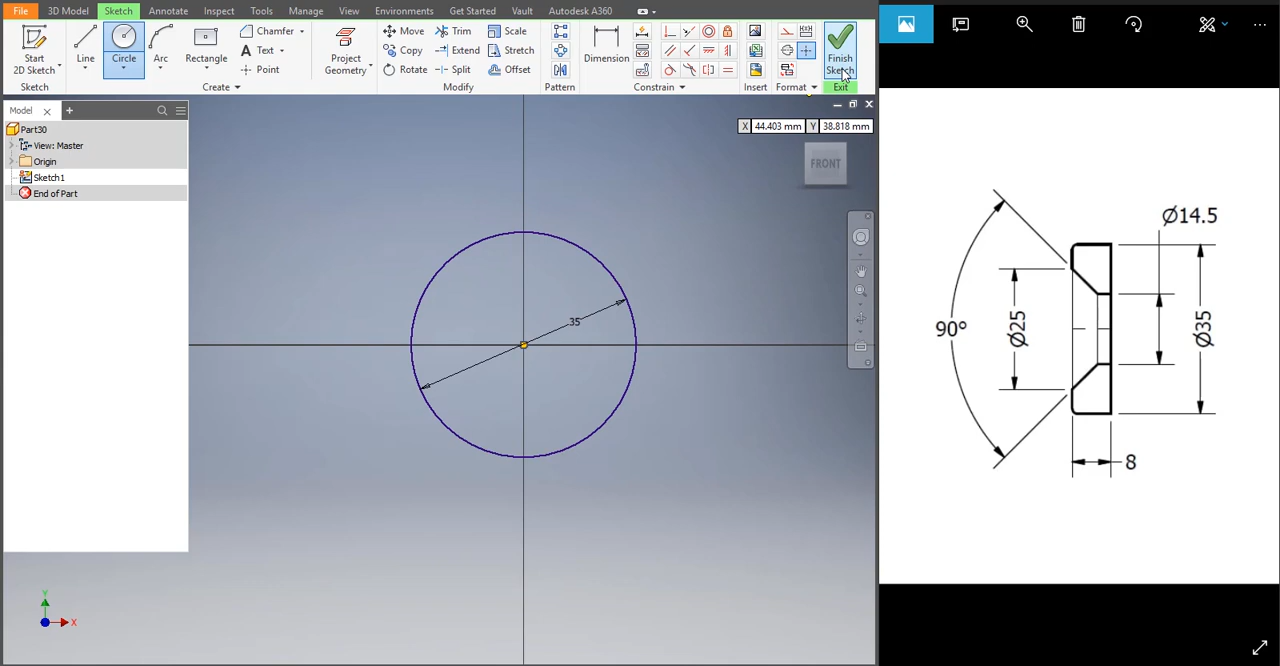 File 3D Model Sketch Annotate Inspect Tools Manage View Environments Get Started Vault Autodesk A360
Start
2D Sketch
Line
Circle
Arc
Rectangle
Chamfer
Text
Point
Project
Geometry
Move
Copy
Rotate
Trim
Extend
Split
Scale
Stretch
Offset
Dimension
Finish
Sketch
Sketch Create Modify Pattern Constrain Insert Format Exit
Model
Part30
View: Master
Origin
Sketch1
End of Part
X 44.403 mm Y 38.818 mm
FRONT
35
Y
X
Ø14.5
90°
Ø25
Ø35
8